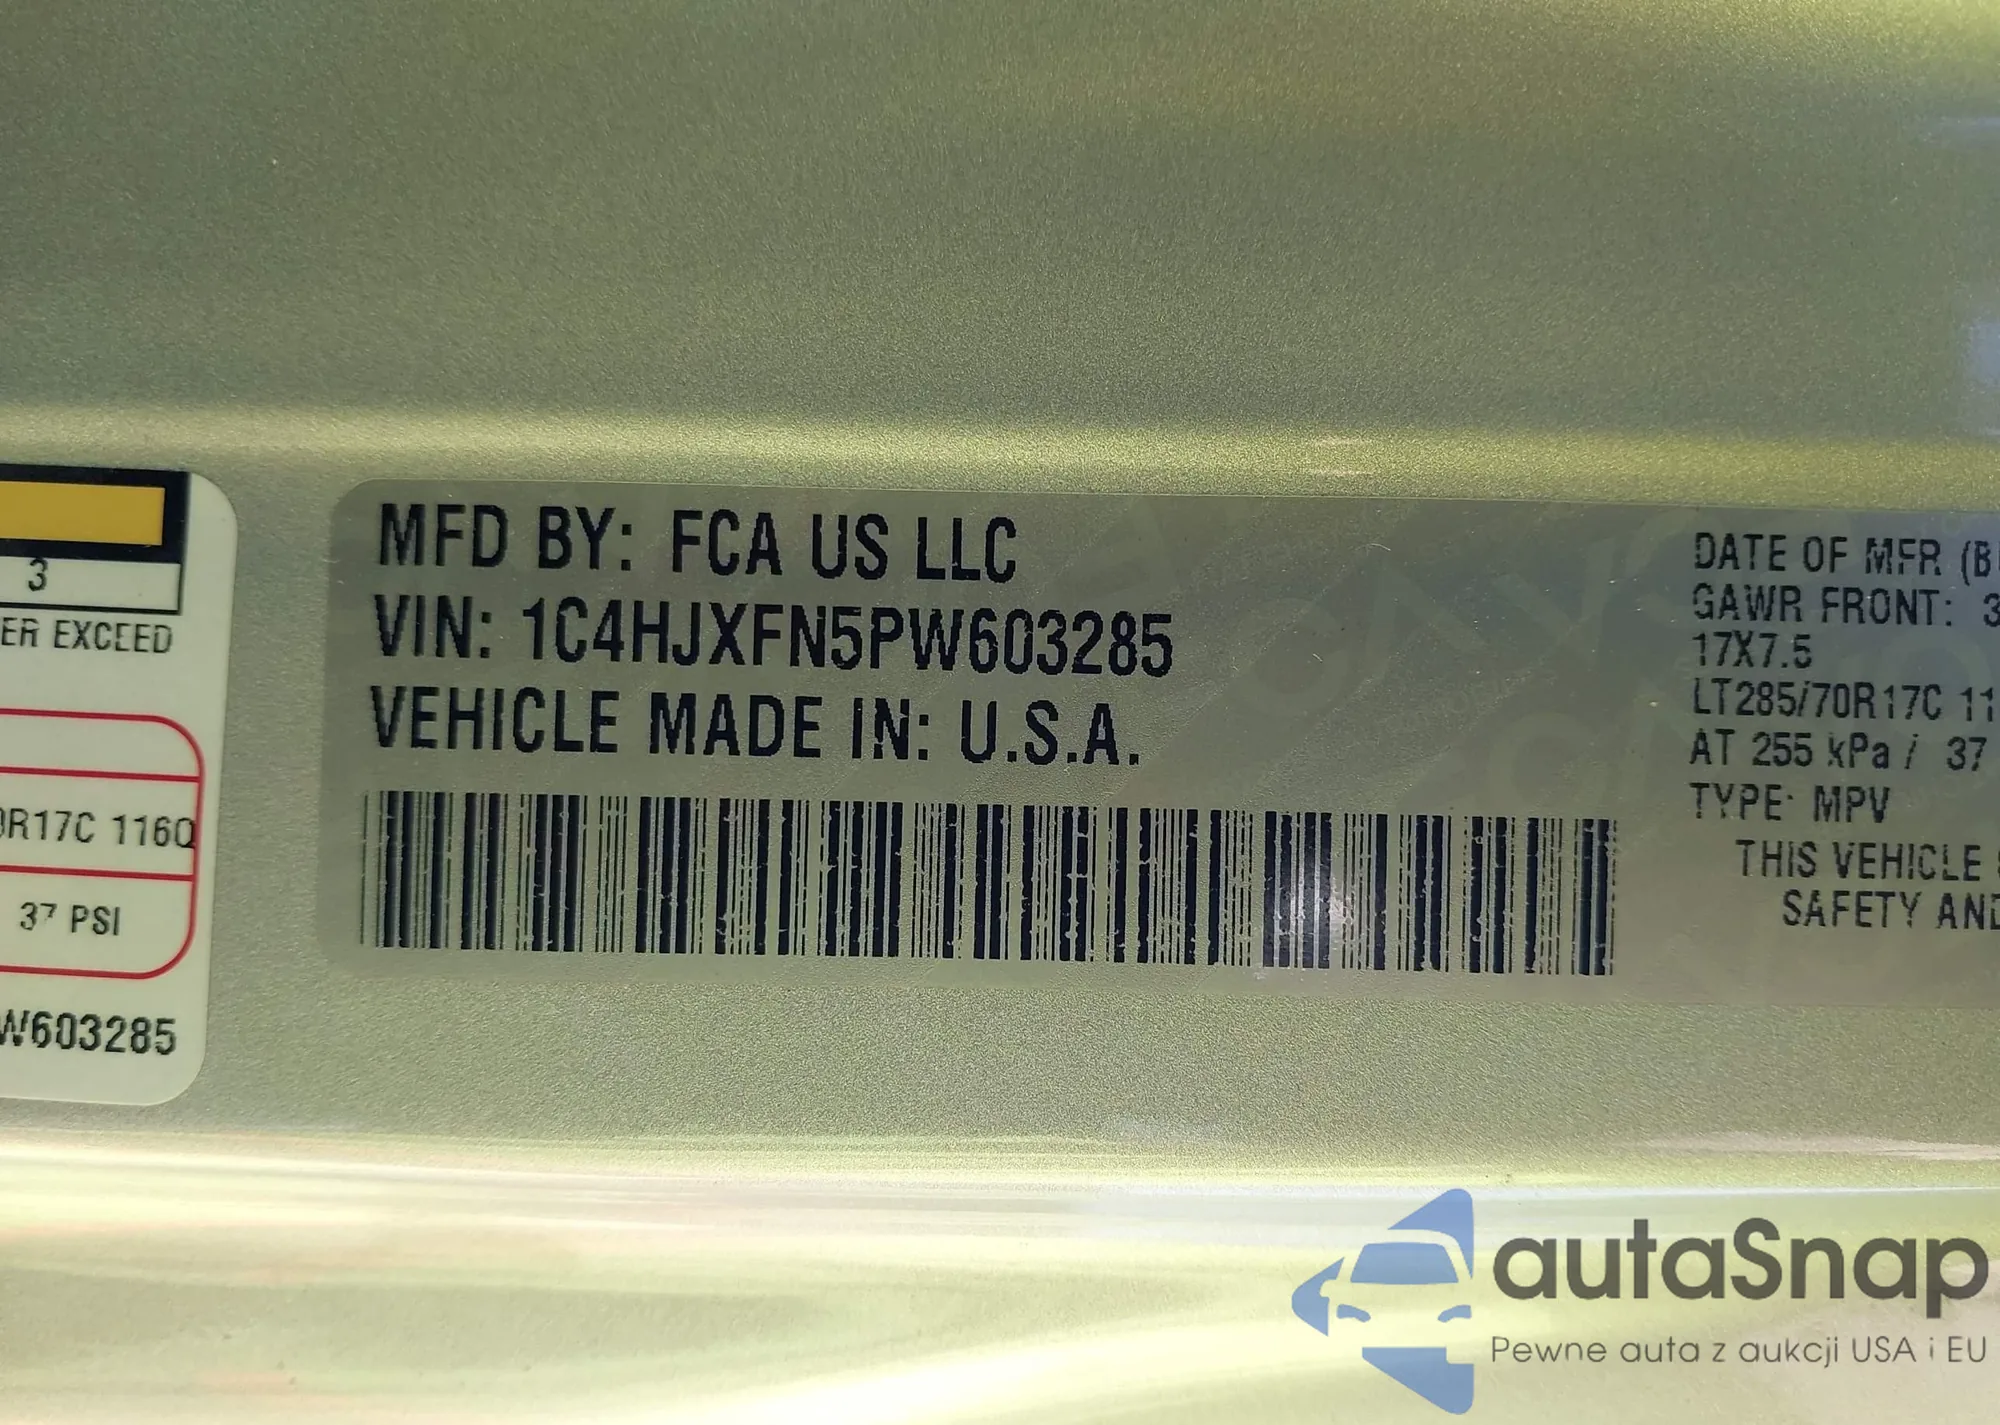 3
ER EXCEED
0R17C 116Q
37 PSI
W603285
MFD BY: FCA US LLC
VIN: 1C4HJXFN5PW603285
VEHICLE MADE IN: U.S.A.
DATE OF MFR (B
GAWR FRONT: 3
17X7.5
LT285/70R17C 11
AT 255 kPa / 37
TYPE: MPV
THIS VEHICLE
SAFETY AND
autaSnap
Pewne auta z aukcji USA i EU